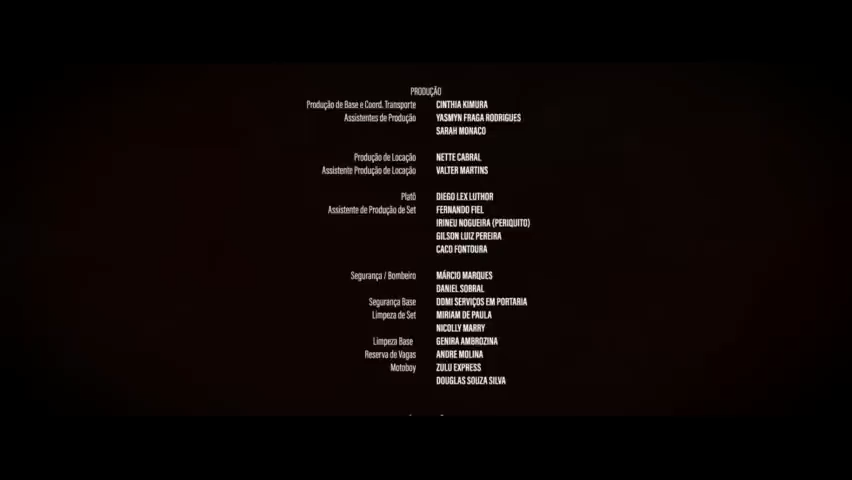 PRODUÇÃO
Produção de Base e Coord. Transporte CINTHIA KIMURA
Assistentes de Produção YASMYN FRAGA RODRIGUES
SARAH MONACO
Produção de Locação NETTE CABRAL
Assistente Produção de Locação VALTER MARTINS
Platô DIEGO LEX LUTHOR
Assistente de Produção de Set FERNANDO FIEL
IRINEU NOGUEIRA (PERIQUITO)
GILSON LUIZ PEREIRA
CACO FONTOURA
Segurança / Bombeiro MÁRCIO MARQUES
DANIEL SOBRAL
Segurança Base DDMI SERVIÇOS EM PORTARIA
Limpeza de Set MIRIAM DE PAULA
NICOLLY MARRY
Limpeza Base GENIRA AMBROZINA
Reserva de Vagas ANDRE MOLINA
Motoboy ZULU EXPRESS
DOUGLAS SOUZA SILVA